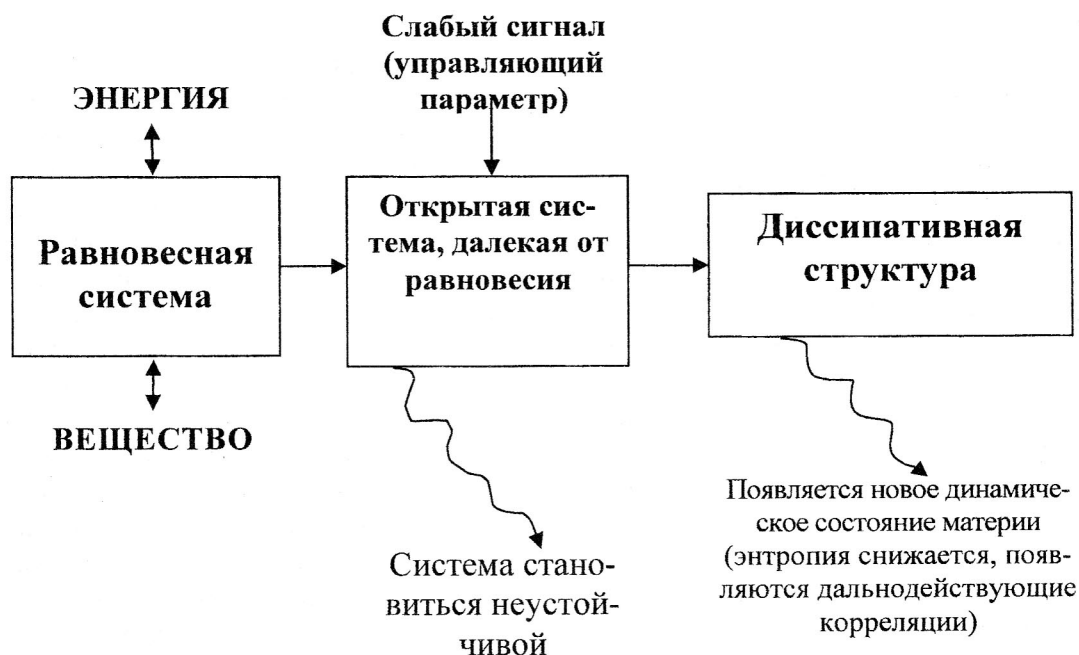 Слабый сигнал
(управляющий
параметр)
ЭНЕРГИЯ
Равновесная
система
ВЕЩЕСТВО
Открытая сис-
тема, далекая от
равновесия
Диссипативная
структура
Система стано-
виться неустой-
чивой
Появляется новое динамиче-
ское состояние материи
(энтропия снижается, появ-
ляются дальнодействующие
корреляции)